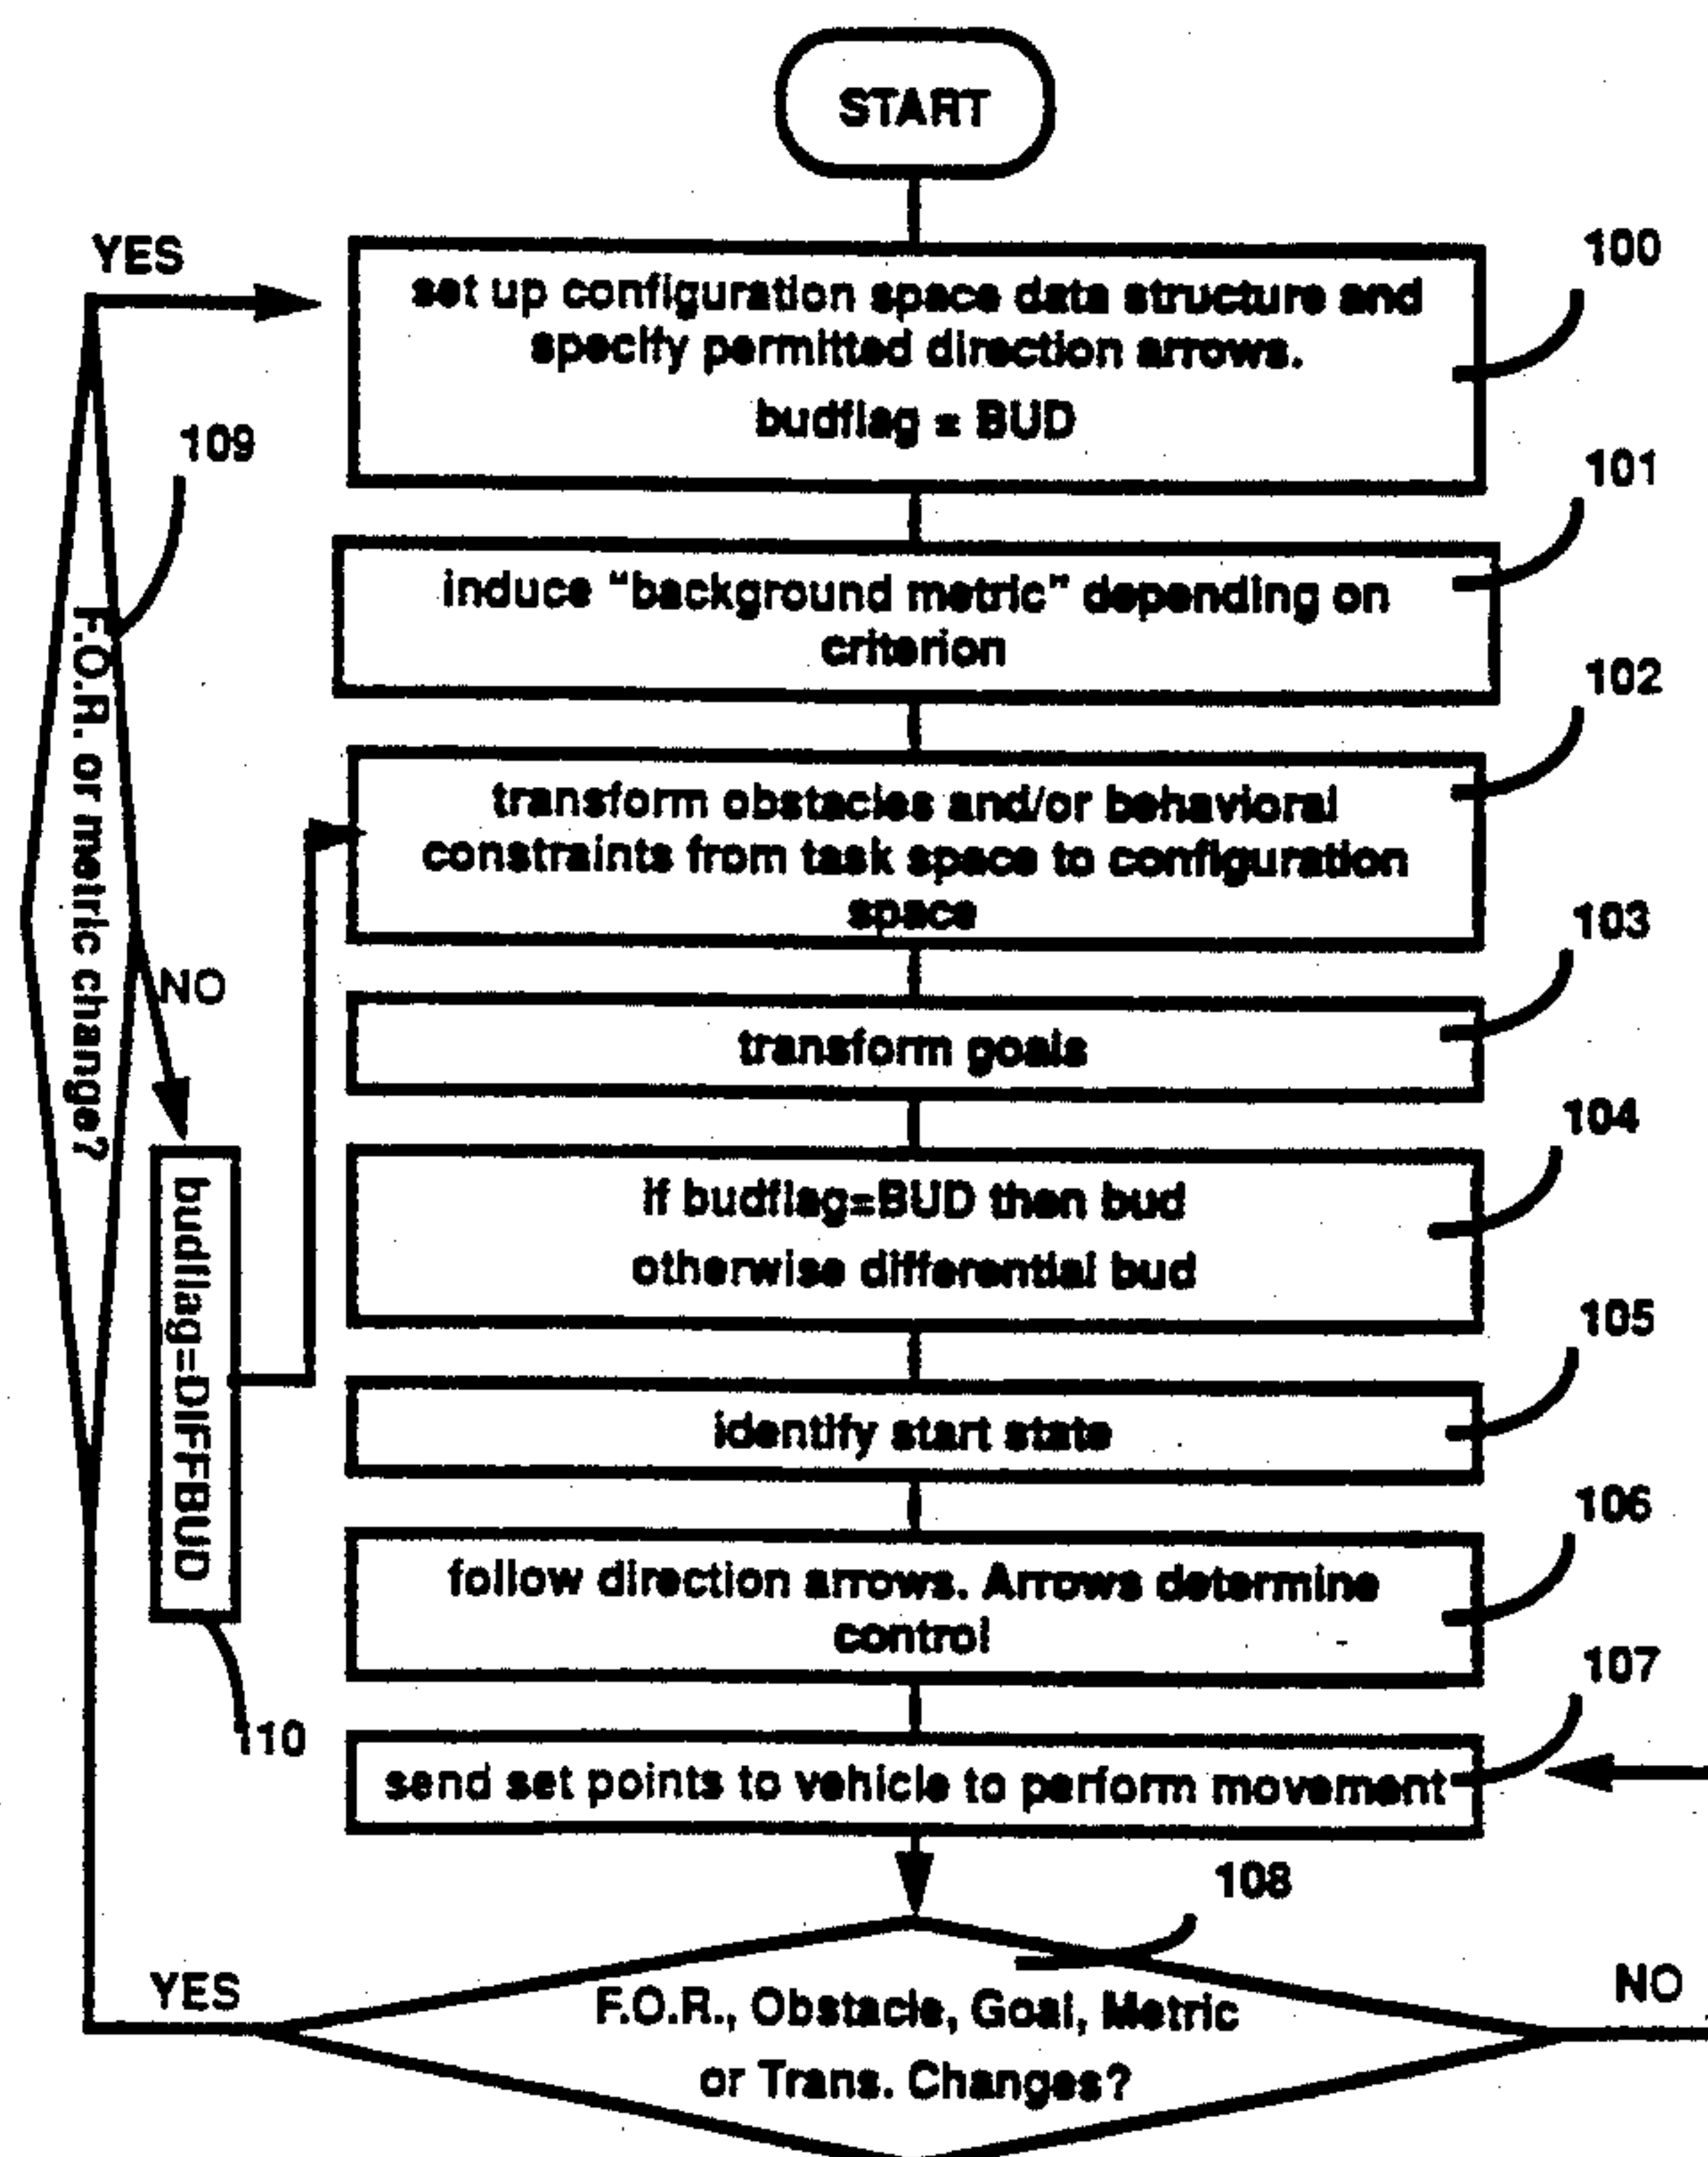 START
YES
100
set up configuration space data structure and
specify permitted direction arrows.
budflag = BUD
109
101
induce "background metric" depending on
criterion
102
transform obstacles and/or behavioral
constraints from task space to configuration
space
F.O.R. or metric change?
103
NO
transform goals
104
if budflag=BUD then bud
otherwise differential bud
budflag=DIFFBUD
105
identify start state
106
follow direction arrows. Arrows determine
control
107
110
send set points to vehicle to perform movement
108
YES
NO
F.O.R., Obstacle, Goal, Metric
or Trans. Changes?